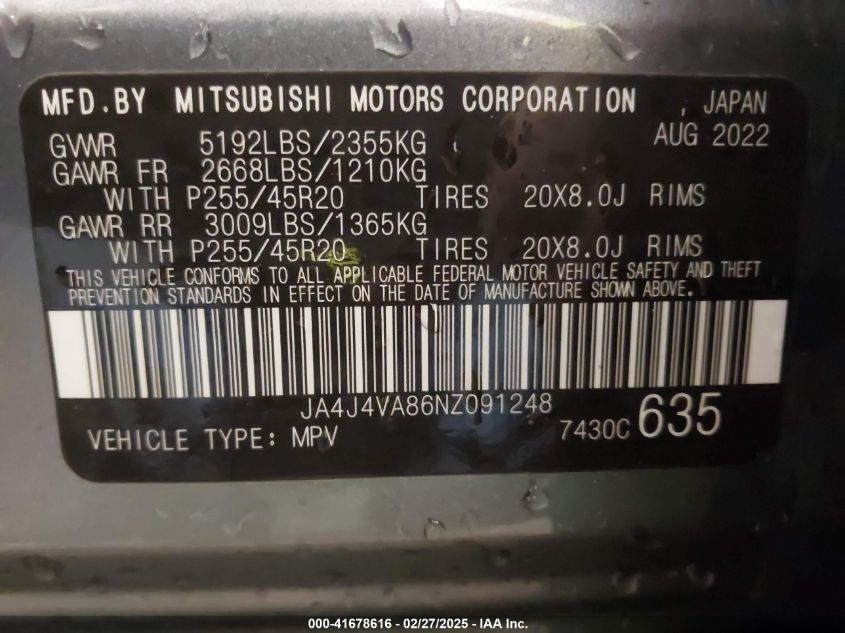 MFD.BY MITSUBISHI MOTORS CORPORATION , JAPAN
AUG 2022
GVWR 5192LBS/2355KG
GAWR FR 2668LBS/1210KG
WITH P255/45R20 TIRES 20X8.0J RIMS
GAWR RR 3009LBS/1365KG
WITH P255/45R20 TIRES 20X8.0J RIMS
THIS VEHICLE CONFORMS TO ALL APPLICABLE FEDERAL MOTOR VEHICLE SAFETY AND THEFT
PREVENTION STANDARDS IN EFFECT ON THE DATE OF MANUFACTURE SHOWN ABOVE.
JA4J4VA86NZ091248
VEHICLE TYPE: MPV 7430C 635
000-41678616 - 02/27/2025 - IAA Inc.